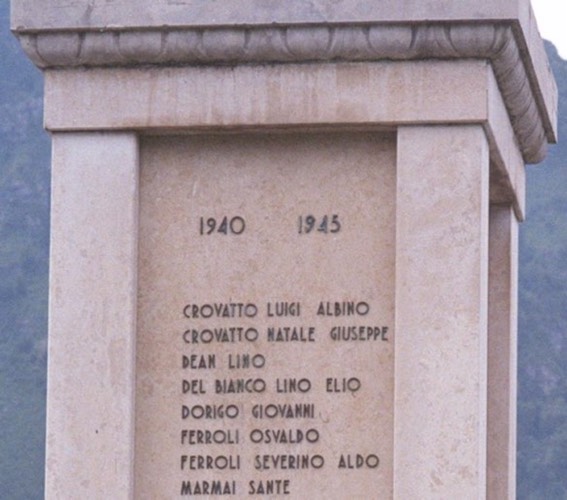 1940 1945
CROVATTO LUIGI ALBINO
CROVATTO NATALE GIUSEPPE
DEAN LINO
DEL BIANCO LINO ELIO
DORIGO GIOVANNI
FERROLI OSVALDO
FERROLI SEVERINO ALDO
MARMAI SANTE